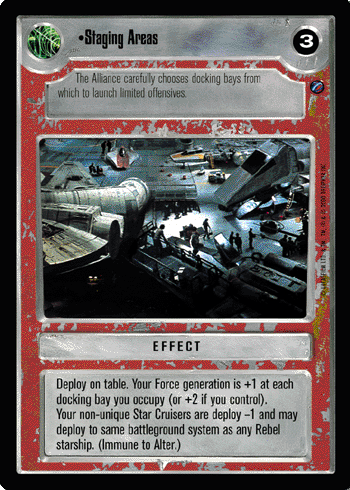 •Staging Areas
3
The Alliance carefully chooses docking bays from
which to launch limited offensives.
EFFECT
Deploy on table. Your Force generation is +1 at each
docking bay you occupy (or +2 if you control).
Your non-unique Star Cruisers are deploy –1 and may
deploy to same battleground system as any Rebel
starship. (Immune to Alter.)